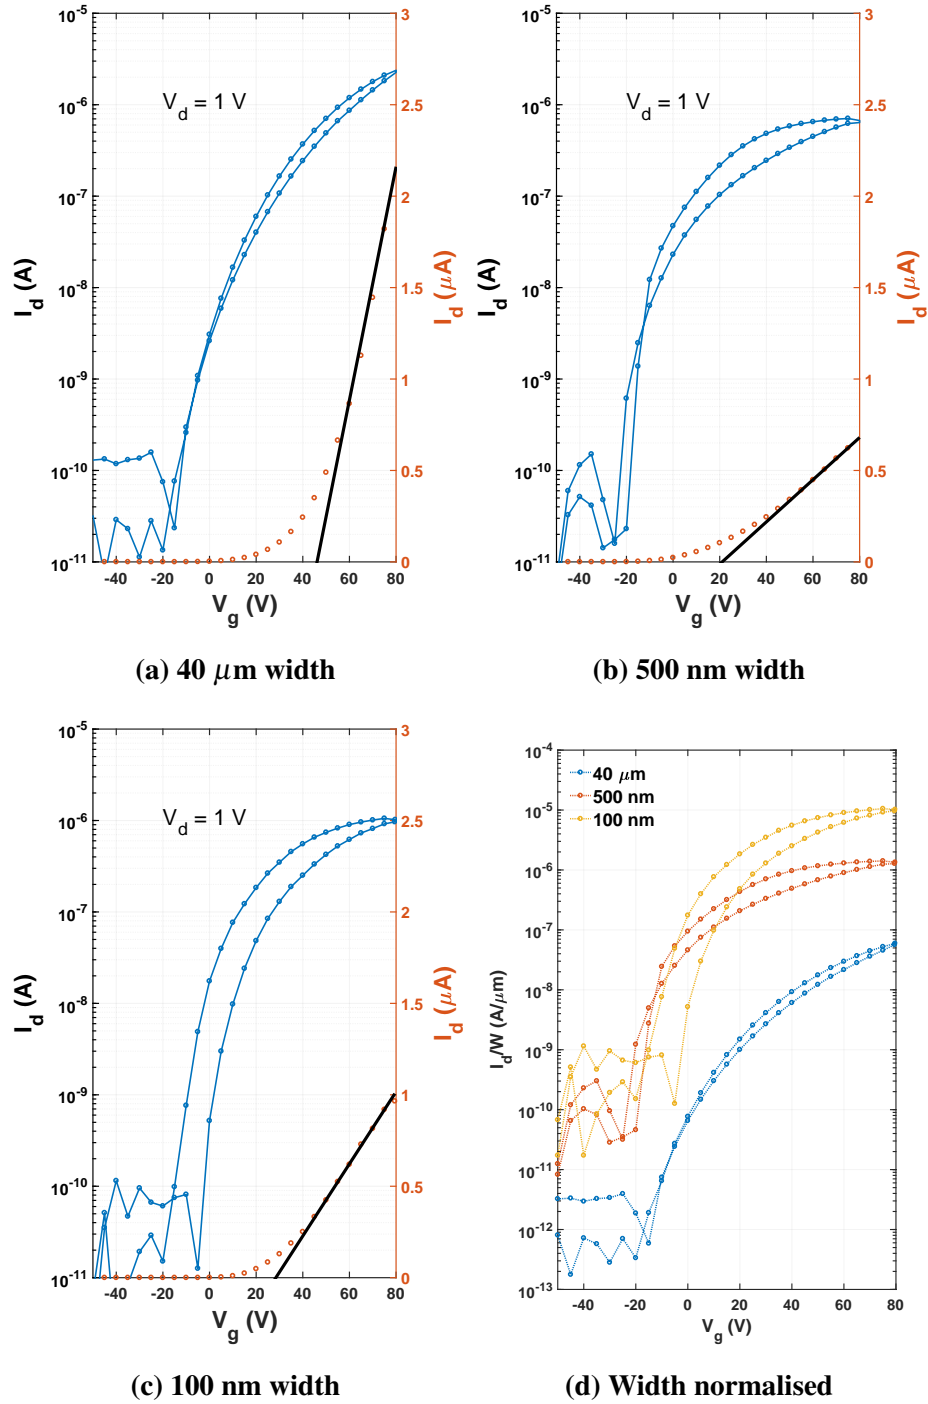 10^-5
10^-6
10^-7
10^-8
10^-9
10^-10
10^-11
I_d (A)
V_d = 1 V
3
2.5
2
1.5
1
0.5
0
I_d (μA)
-40 -20 0 20 40 60 80
V_g (V)
(a) 40 μm width
10^-5
10^-6
10^-7
10^-8
10^-9
10^-10
10^-11
I_d (A)
V_d = 1 V
3
2.5
2
1.5
1
0.5
0
I_d (μA)
-40 -20 0 20 40 60 80
V_g (V)
(b) 500 nm width
10^-5
10^-6
10^-7
10^-8
10^-9
10^-10
10^-11
I_d (A)
V_d = 1 V
3
2.5
2
1.5
1
0.5
0
I_d (μA)
-40 -20 0 20 40 60 80
V_g (V)
(c) 100 nm width
10^-4
10^-5
10^-6
10^-7
10^-8
10^-9
10^-10
10^-11
10^-12
10^-13
I_d/W (A/μm)
40 μm
500 nm
100 nm
-40 -20 0 20 40 60 80
V_g (V)
(d) Width normalised